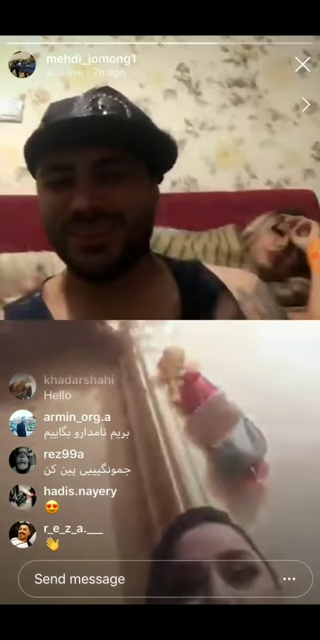 mehdi_jomong1
was live · 7h ago
khadarshahi
Hello
armin_org.a
بریم نامدارو بگاییم
rez99a
جمونگیییی پین کن
hadis.nayery
😍
r_e_z_a.___
👋
Send message